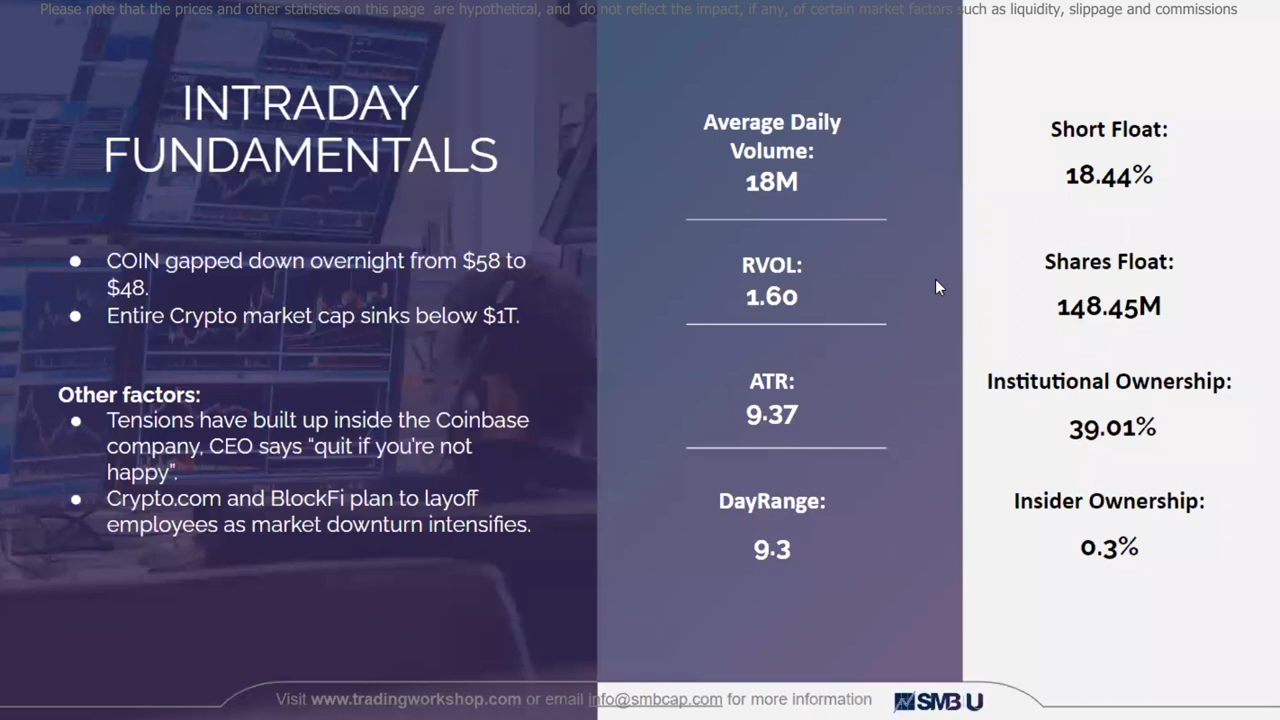 Please note that the prices and other statistics on this page are hypothetical, and do not reflect the impact, if any, of certain market factors such as liquidity, slippage and commissions
INTRADAY
FUNDAMENTALS
● COIN gapped down overnight from $58 to
$48.
● Entire Crypto market cap sinks below $1T.
Other factors:
● Tensions have built up inside the Coinbase
company, CEO says “quit if you're not
happy”.
● Crypto.com and BlockFi plan to layoff
employees as market downturn intensifies.
Average Daily
Volume:
18M
RVOL:
1.60
ATR:
9.37
DayRange:
9.3
Short Float:
18.44%
Shares Float:
148.45M
Institutional Ownership:
39.01%
Insider Ownership:
0.3%
Visit www.tradingworkshop.com or email info@smbcap.com for more information
SMB U